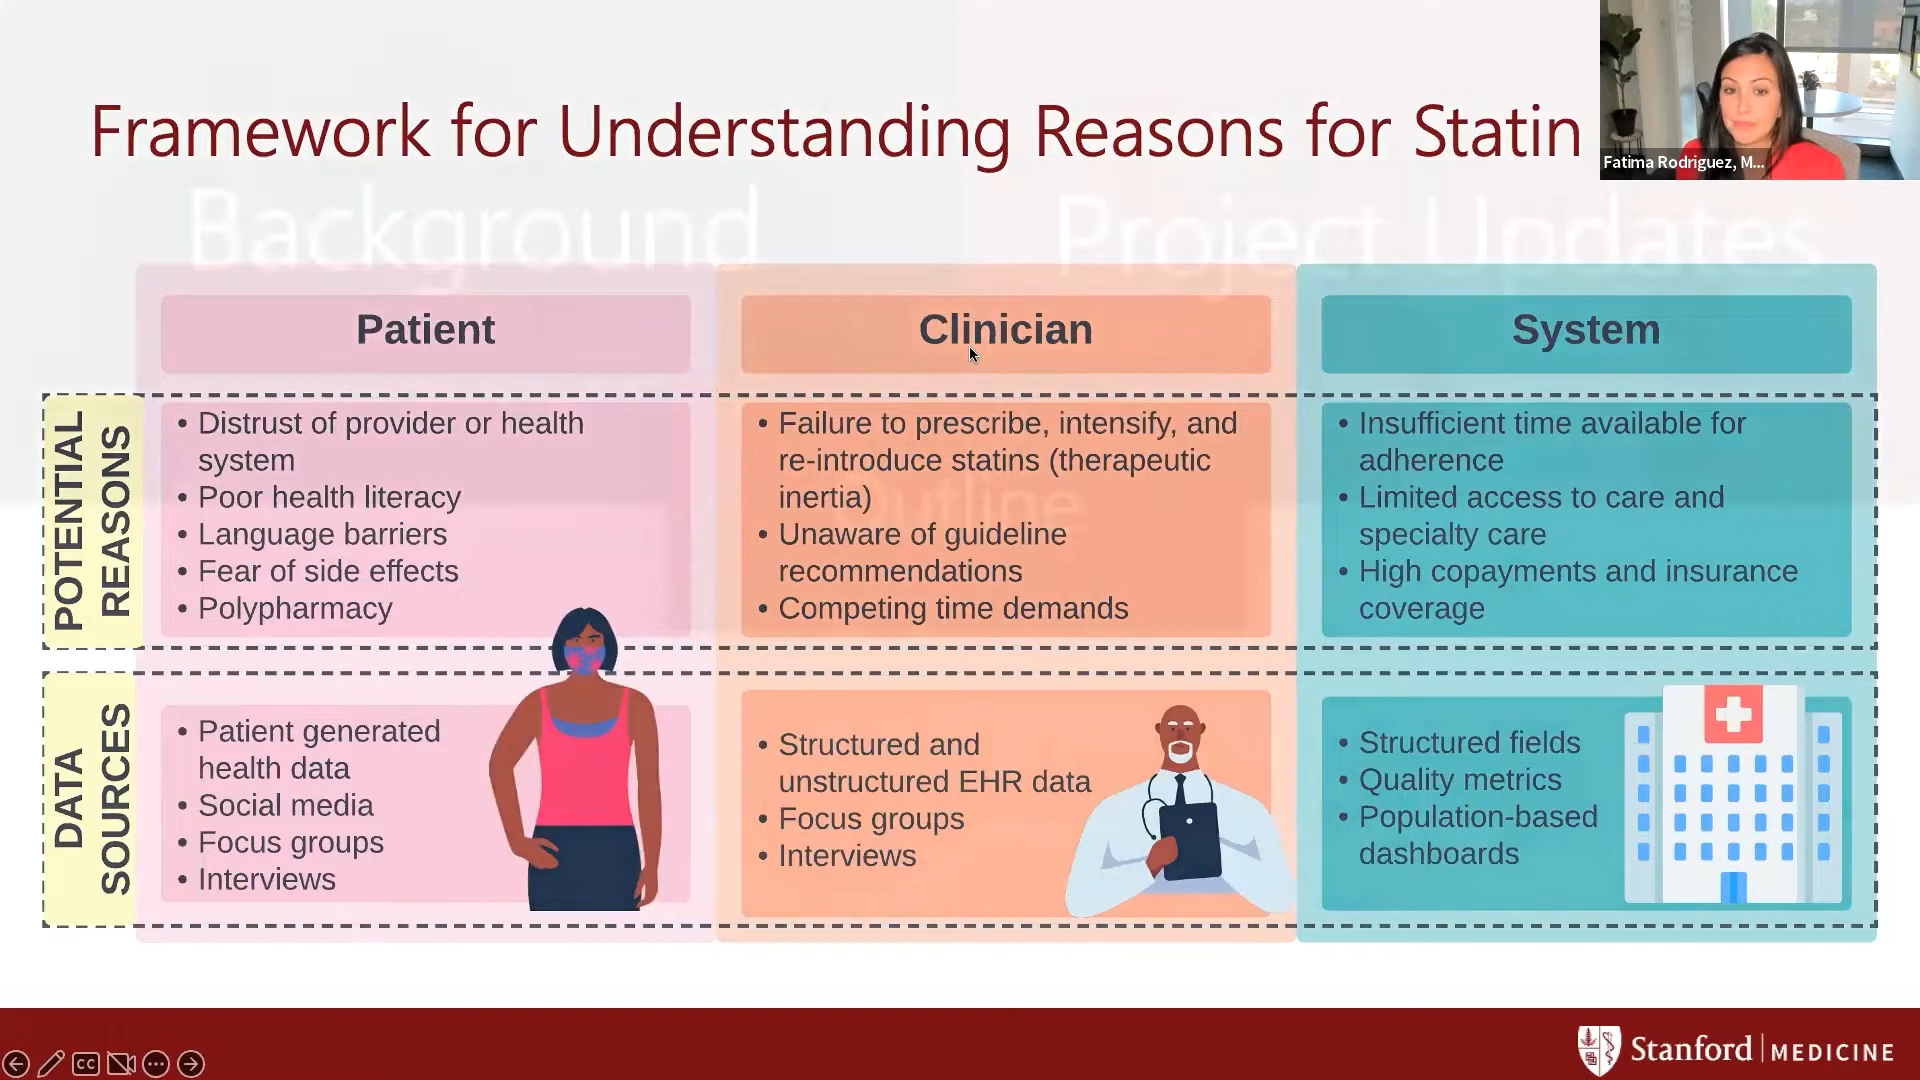 Framework for Understanding Reasons for Statin
Fatima Rodriguez, M...
Background
Project Updates
Outline
Patient
Clinician
System
POTENTIAL
REASONS
• Distrust of provider or health
system
• Poor health literacy
• Language barriers
• Fear of side effects
• Polypharmacy
• Failure to prescribe, intensify, and
re-introduce statins (therapeutic
inertia)
• Unaware of guideline
recommendations
• Competing time demands
• Insufficient time available for
adherence
• Limited access to care and
specialty care
• High copayments and insurance
coverage
DATA
SOURCES
• Patient generated
health data
• Social media
• Focus groups
• Interviews
• Structured and
unstructured EHR data
• Focus groups
• Interviews
• Structured fields
• Quality metrics
• Population-based
dashboards
CC
Stanford MEDICINE